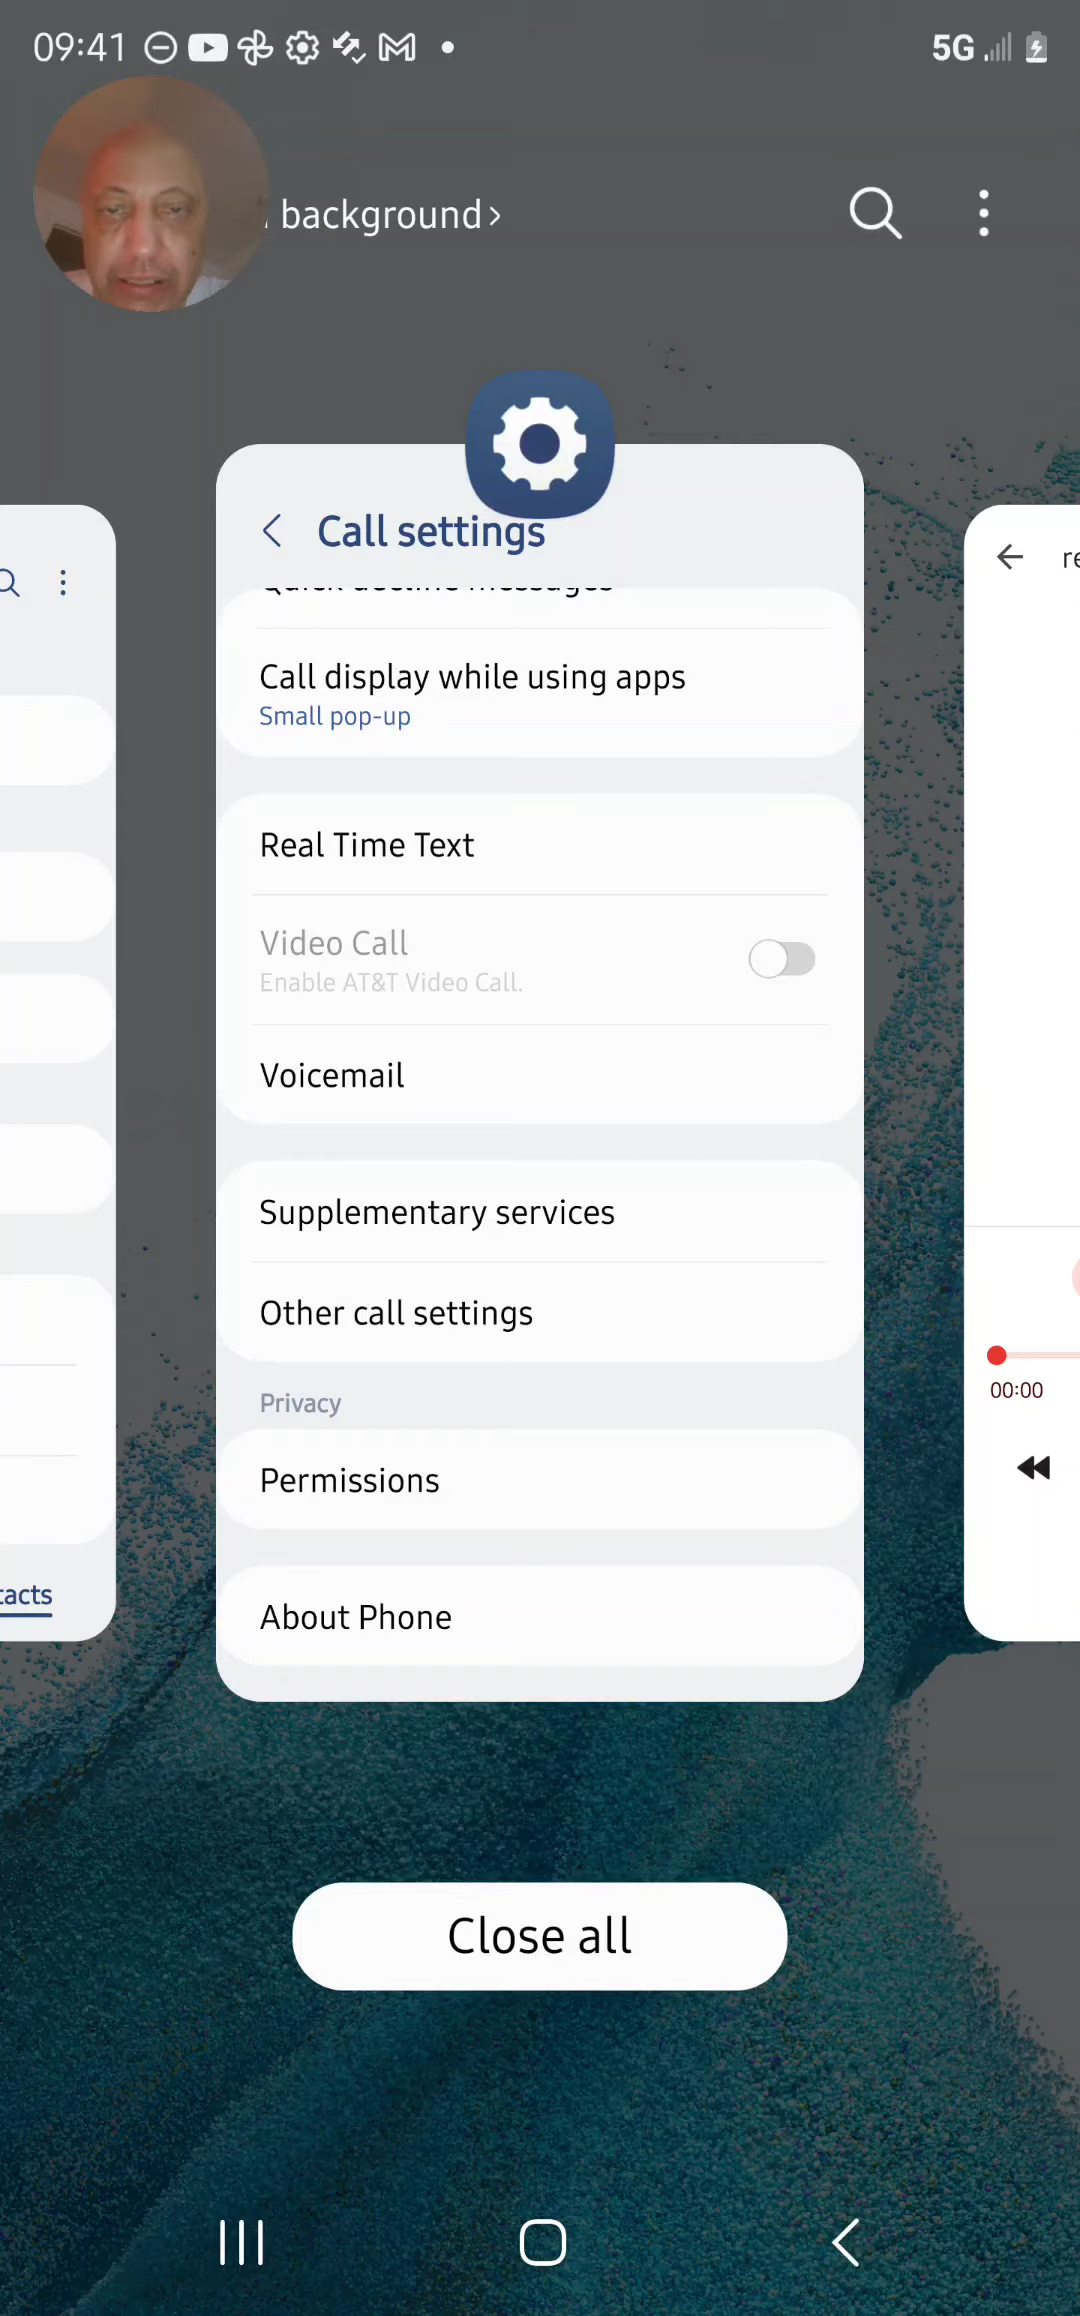 09:41
5G
background
Call settings
Quick decline messages
Call display while using apps
Small pop-up
Real Time Text
Video Call
Enable AT&T Video Call.
Voicemail
Supplementary services
Other call settings
Privacy
Permissions
About Phone
tacts
re
00:00
Close all